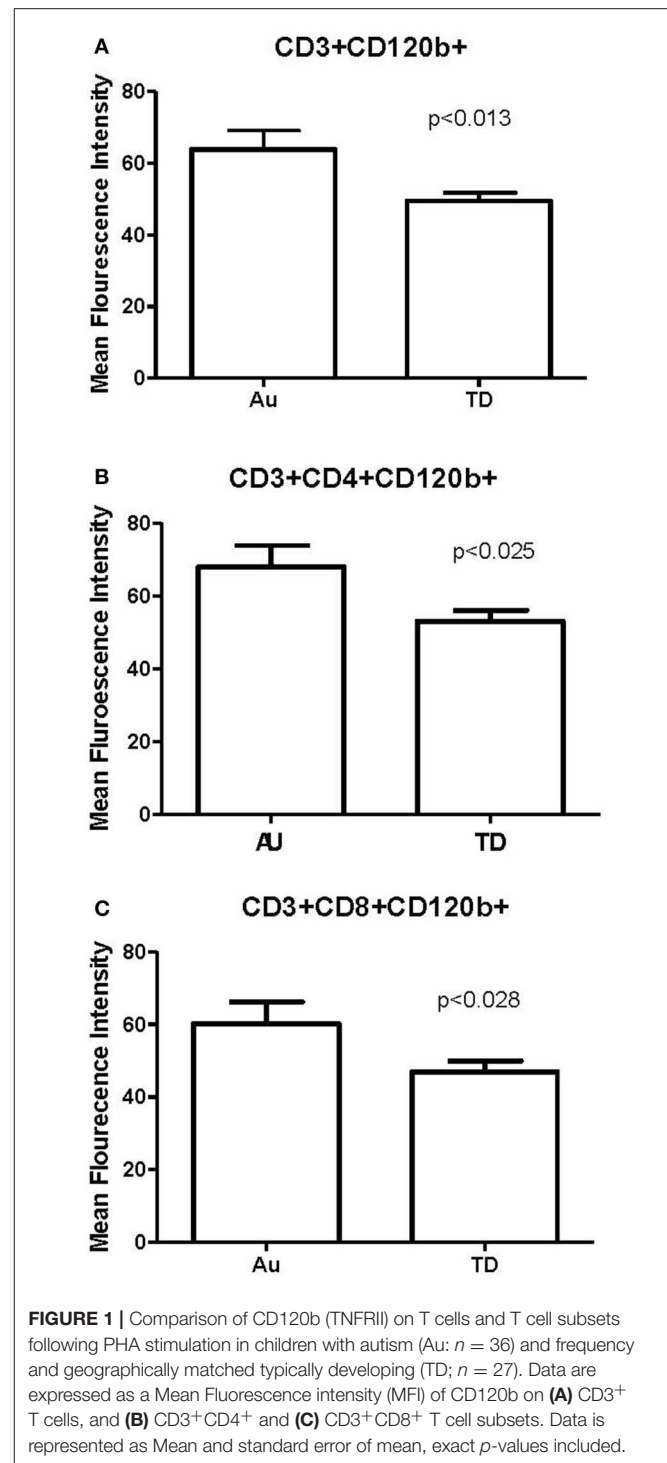 A
CD3+CD120b+
Mean Flourescence Intensity
80
60
40
20
0
p<0.013
Au
TD
B
CD3+CD4+CD120b+
Mean Fluroescence Intensity
80
60
40
20
0
p<0.025
AU
TD
C
CD3+CD8+CD120b+
Mean Flourecence Intensity
80
60
40
20
0
p<0.028
Au
TD
FIGURE 1 | Comparison of CD120b (TNFRII) on T cells and T cell subsets
following PHA stimulation in children with autism (Au: n = 36) and frequency
and geographically matched typically developing (TD; n = 27). Data are
expressed as a Mean Fluorescence intensity (MFI) of CD120b on (A) CD3⁺
T cells, and (B) CD3⁺CD4⁺ and (C) CD3⁺CD8⁺ T cell subsets. Data is
represented as Mean and standard error of mean, exact p-values included.